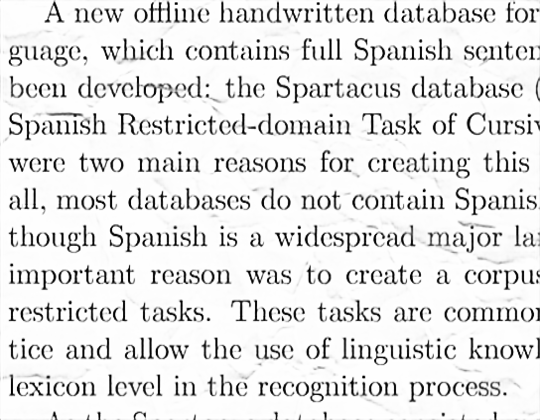 A new offline handwritten database for
guage, which contains full Spanish senten
been developed: the Spartacus database (
Spanish Restricted-domain Task of Cursiv
were two main reasons for creating this
all, most databases do not contain Spanis
though Spanish is a widespread major la
important reason was to create a corpus
restricted tasks. These tasks are common
tice and allow the use of linguistic knowl
lexicon level in the recognition process.